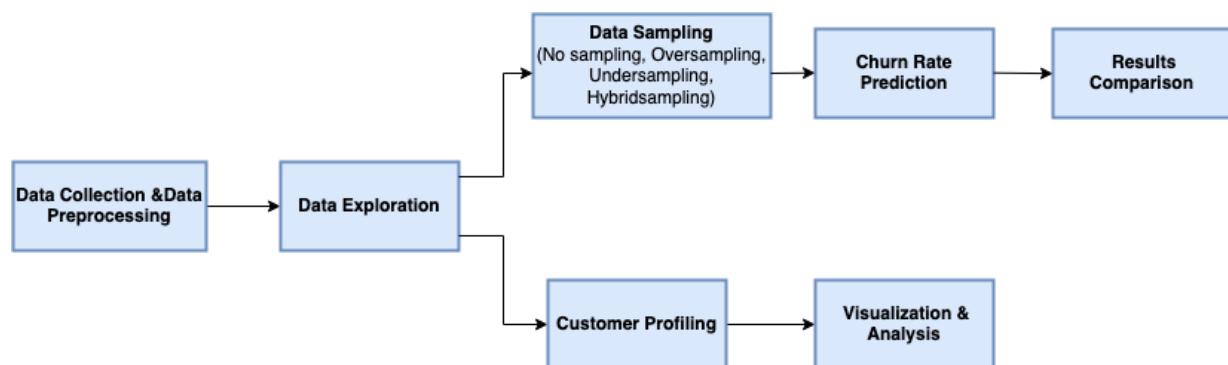 Data Sampling
(No sampling, Oversampling,
Undersampling,
Hybridsampling)
Churn Rate
Prediction
Results
Comparison
Data Collection &Data
Preprocessing
Data Exploration
Customer Profiling
Visualization &
Analysis